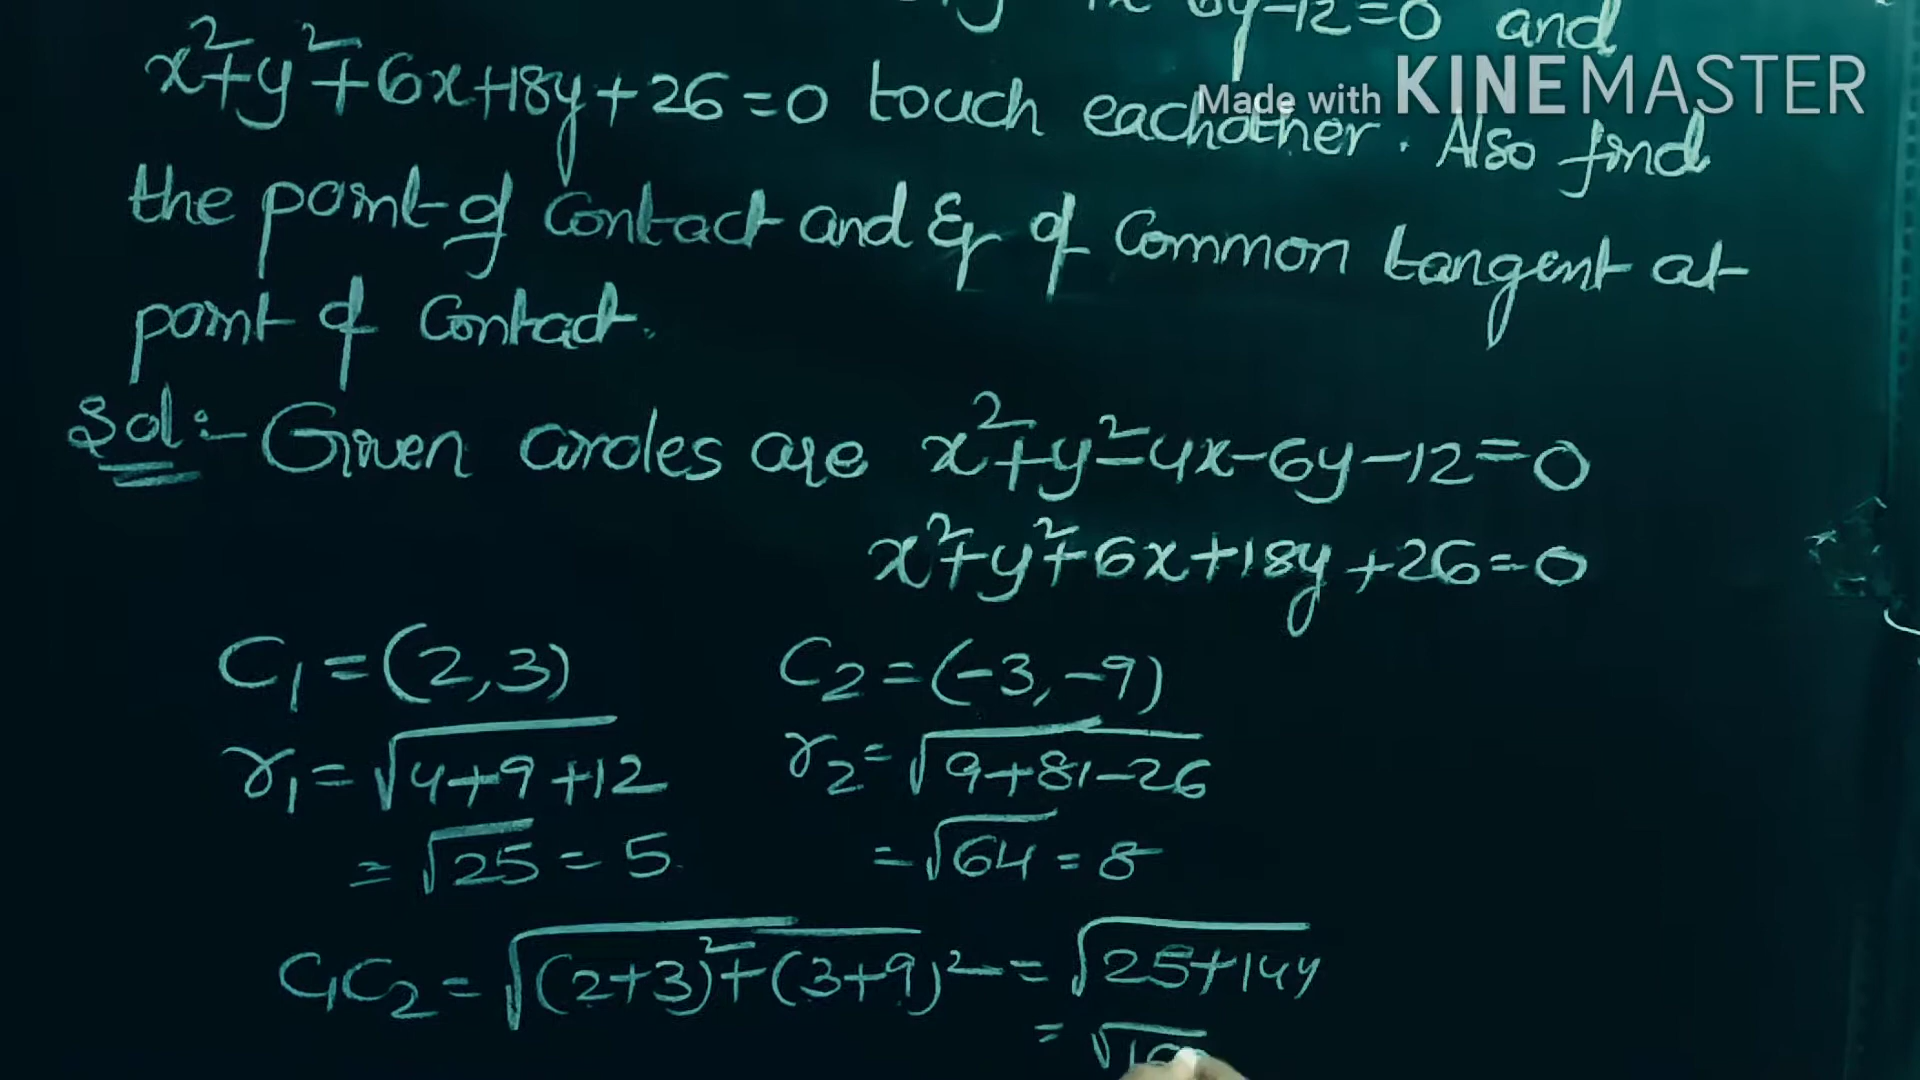 6y-12=0 and
x²+y²+6x+18y+26=0 touch eachother. Also find
Made with KINEMASTER
the point of contact and Eq of Common tangent at
point of Contact.
Sol:- Given circles are x²+y²-4x-6y-12=0
x²+y²+6x+18y+26=0
C₁=(2,3) C₂=(-3,-9)
r₁=√4+9+12 r₂=√9+81-26
=√25=5 =√64=8
C₁C₂=√(2+3)²+(3+9)²=√25+144
=√1